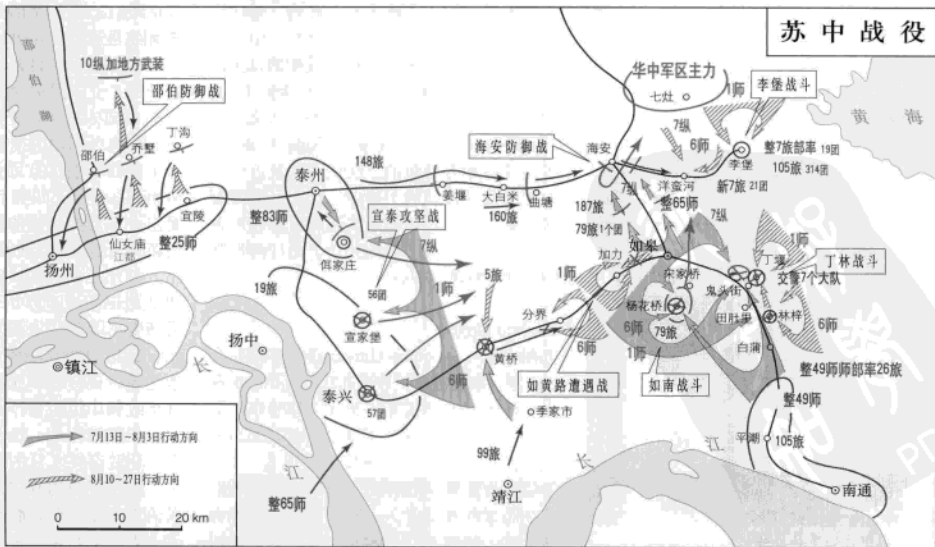 苏中战役
邵伯湖
10纵加地方武装
邵伯防御战
丁沟
乔墅
邵伯
宜陵
仙女庙
江都
整25师
扬州
镇江
扬中
长
江
泰州
148旅
整83师
宣泰攻坚战
7纵
俱家庄
56团
1师
5旅
19旅
宣家堡
泰兴
57团
6师
黄桥
整65师
99旅
季家市
靖江
长
江
姜堰
大白米
160旅
曲塘
海安防御战
海安
华中军区主力
七灶
1师
李堡战斗
黄海
7纵
6师
李堡
整7旅部率19团
105旅 314团
新7旅 21团
洋蛮河
7纵
整65师
187旅
79旅1个团
7纵
如皋
加力
1师
分界
6师
宋家桥
杨花桥
79旅
6师
1师
如黄路遭遇战
如南战斗
1师
丁堰
丁林战斗
交警7个大队
鬼头街
田肚里
林梓
6师
白蒲
整49师师部率26旅
整49师
平潮
105旅
南通
7月13日~8月3日行动方向
8月10~27日行动方向
0 10 20 km